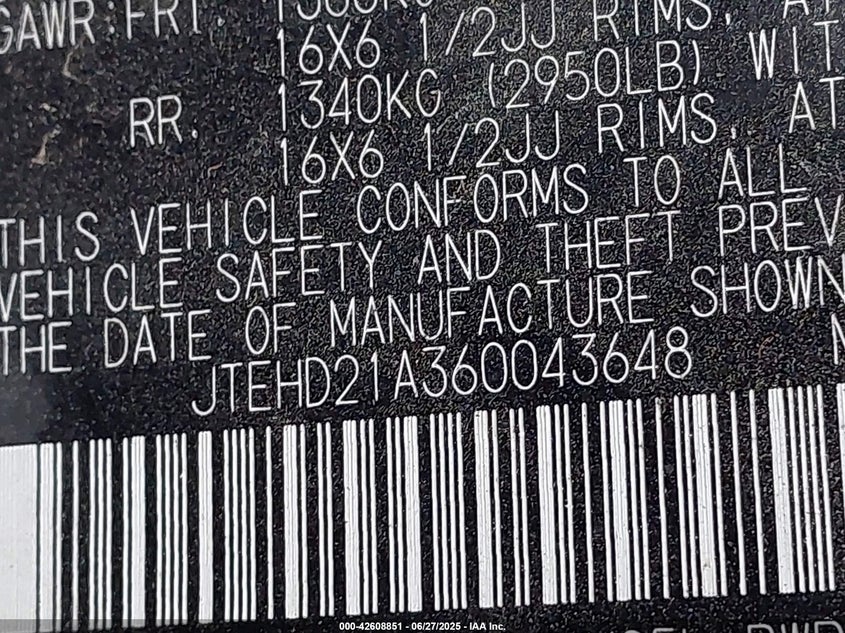 GAWR:FRT
16X6 1/2JJ RIMS, AT
RR. 1340KG (2950LB) WIT
16X6 1/2JJ RIMS, AT
THIS VEHICLE CONFORMS TO ALL
VEHICLE SAFETY AND THEFT PREV
THE DATE OF MANUFACTURE SHOWN
JTEHD21A360043648
000-42608851 - 06/27/2025 - IAA Inc.